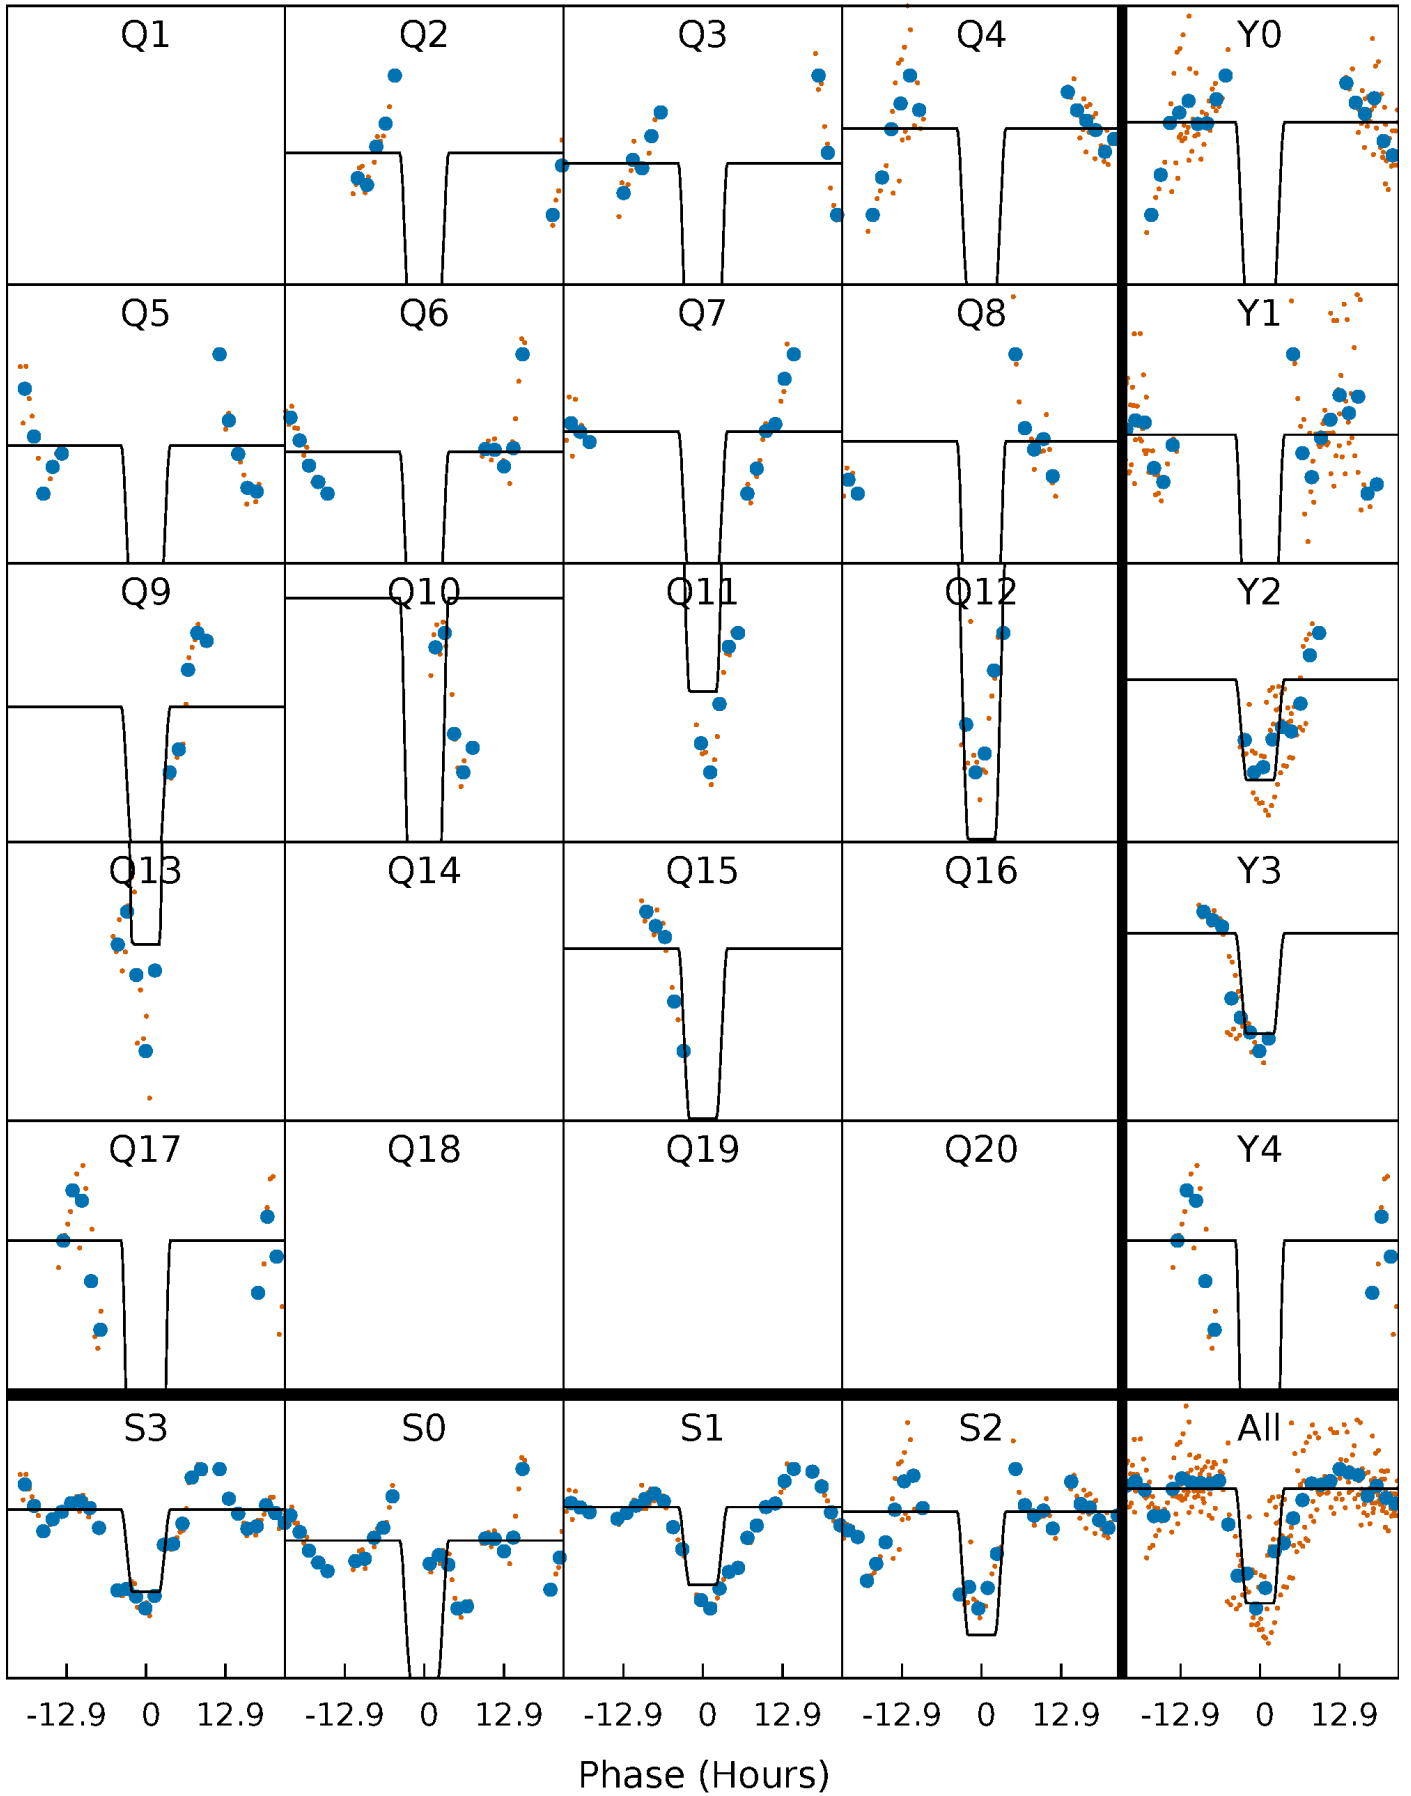 Q1 Q2 Q3 Q4 Y0
Q5 Q6 Q7 Q8 Y1
Q9 Q10 Q11 Q12 Y2
Q13 Q14 Q15 Q16 Y3
Q17 Q18 Q19 Q20 Y4
S3 S0 S1 S2 All
-12.9 0 12.9 -12.9 0 12.9 -12.9 0 12.9 -12.9 0 12.9 -12.9 0 12.9
Phase (Hours)